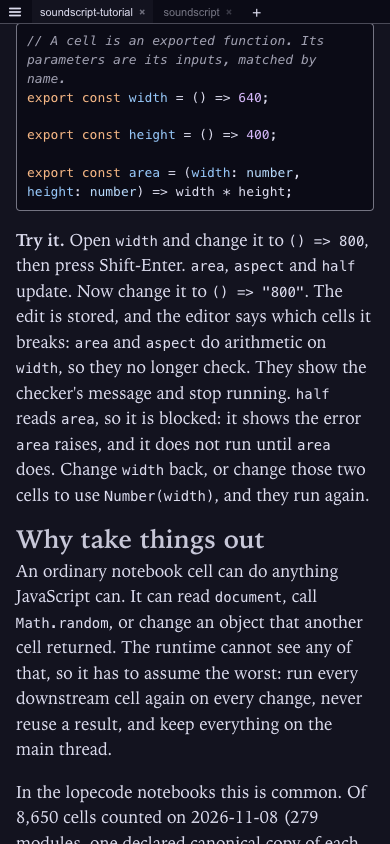 soundscript-tutorial × soundscript × +
// A cell is an exported function. Its
parameters are its inputs, matched by
name.
export const width = () => 640;
export const height = () => 400;
export const area = (width: number,
height: number) => width * height;
Try it. Open width and change it to () => 800,
then press Shift-Enter. area, aspect and half
update. Now change it to () => "800". The
edit is stored, and the editor says which cells it
breaks: area and aspect do arithmetic on
width, so they no longer check. They show the
checker's message and stop running. half
reads area, so it is blocked: it shows the error
area raises, and it does not run until area
does. Change width back, or change those two
cells to use Number(width), and they run again.
Why take things out
An ordinary notebook cell can do anything
JavaScript can. It can read document, call
Math.random, or change an object that another
cell returned. The runtime cannot see any of
that, so it has to assume the worst: run every
downstream cell again on every change, never
reuse a result, and keep everything on the
main thread.
In the lopecode notebooks this is common. Of
8,650 cells counted on 2026-11-08 (279
modules, one declared canonical copy of each